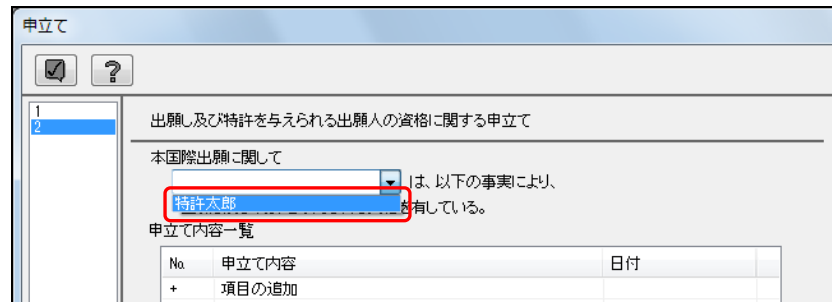 申立て
?
1
2
出願し及び特許を与えられる出願人の資格に関する申立て
本国際出願に関して
は、以下の事実により、
特許太郎
有している。
申立て内容一覧
No. 申立て内容 日付
+ 項目の追加